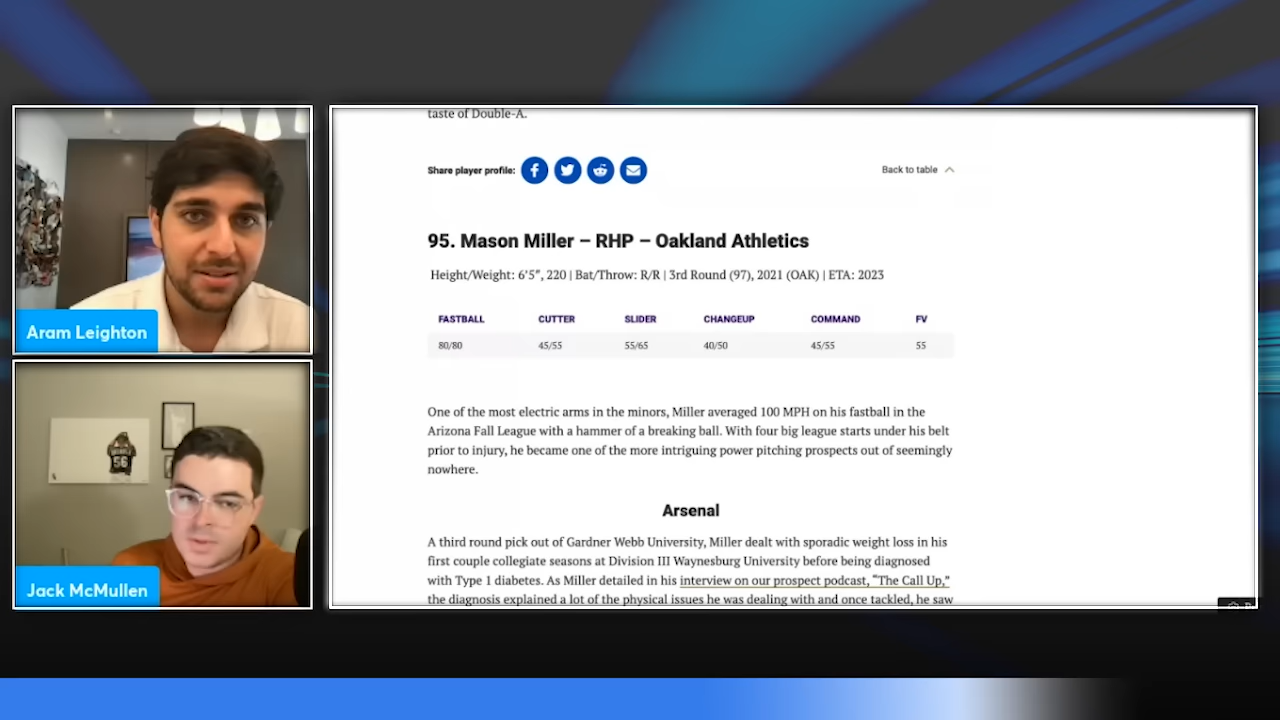 taste of Double-A.
Share player profile:
Back to table
95. Mason Miller – RHP – Oakland Athletics
Height/Weight: 6’5”, 220 | Bat/Throw: R/R | 3rd Round (97), 2021 (OAK) | ETA: 2023
FASTBALL CUTTER SLIDER CHANGEUP COMMAND FV
80/80 45/55 55/65 40/50 45/55 55
One of the most electric arms in the minors, Miller averaged 100 MPH on his fastball in the
Arizona Fall League with a hammer of a breaking ball. With four big league starts under his belt
prior to injury, he became one of the more intriguing power pitching prospects out of seemingly
nowhere.
Arsenal
A third round pick out of Gardner Webb University, Miller dealt with sporadic weight loss in his
first couple collegiate seasons at Division III Waynesburg University before being diagnosed
with Type 1 diabetes. As Miller detailed in his interview on our prospect podcast, “The Call Up,”
the diagnosis explained a lot of the physical issues he was dealing with and once tackled, he saw
Aram Leighton
56
Jack McMullen